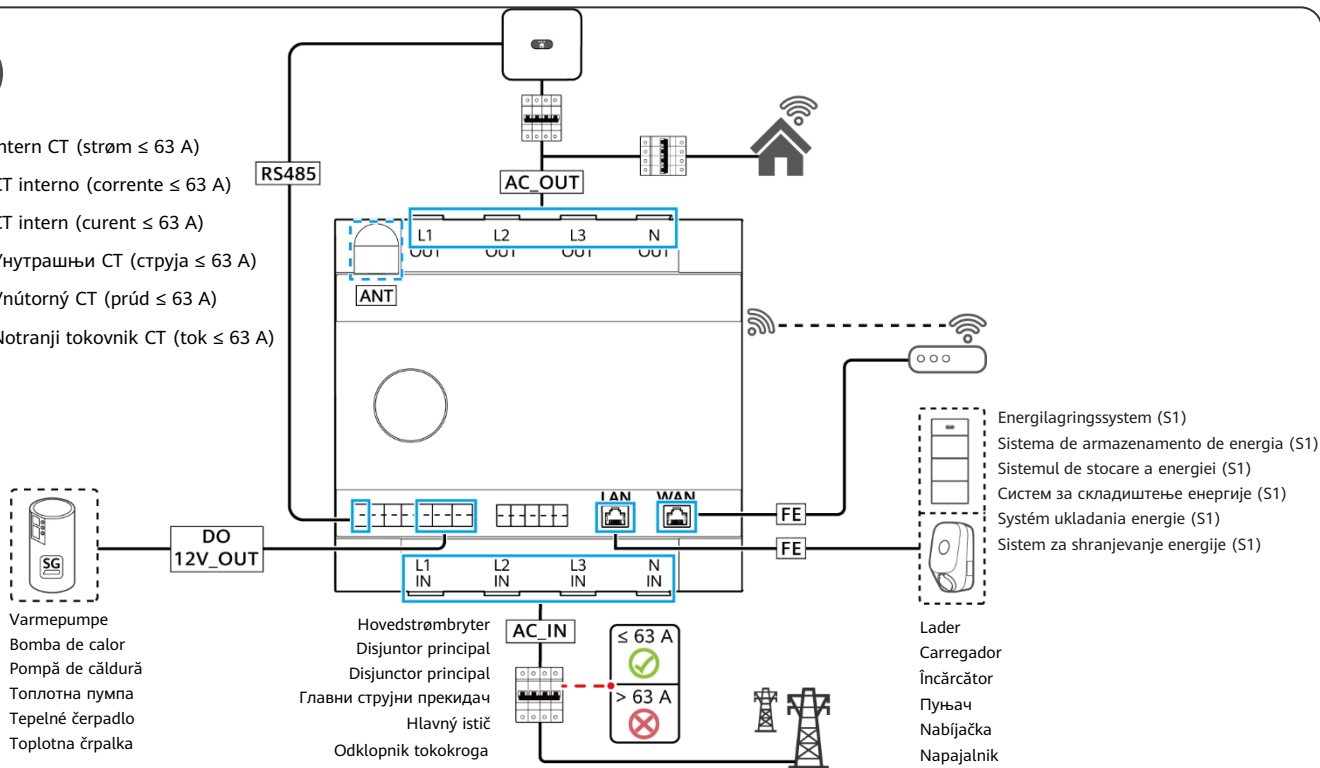 ntern CT (strøm ≤ 63 A)
CT interno (corrente ≤ 63 A)
CT intern (curent ≤ 63 A)
Унутрашњи СТ (струја ≤ 63 A)
Vnútorný CT (prúd ≤ 63 A)
Notranji tokovnik CT (tok ≤ 63 A)
RS485
AC_OUT
L1 L2 L3 N
OUT OUT OUT OUT
ANT
LAN WAN
FE
FE
Energilagringssystem (S1)
Sistema de armazenamento de energia (S1)
Sistemul de stocare a energiei (S1)
Систем за складиштење енергије (S1)
Systém ukladania energie (S1)
Sistem za shranjevanje energije (S1)
SG
DO
12V_OUT
L1 L2 L3 N
IN IN IN IN
Varmepumpe
Bomba de calor
Pompă de căldură
Топлотна пумпа
Tepelné čerpadlo
Toplotna črpalka
Hovedstrømbryter
Disjuntor principal
Disjunctor principal
Главни струјни прекидач
Hlavný istič
Odklopnik tokokroga
AC_IN
≤ 63 A
> 63 A
Lader
Carregador
Încărcător
Пуњач
Nabíjačka
Napajalnik